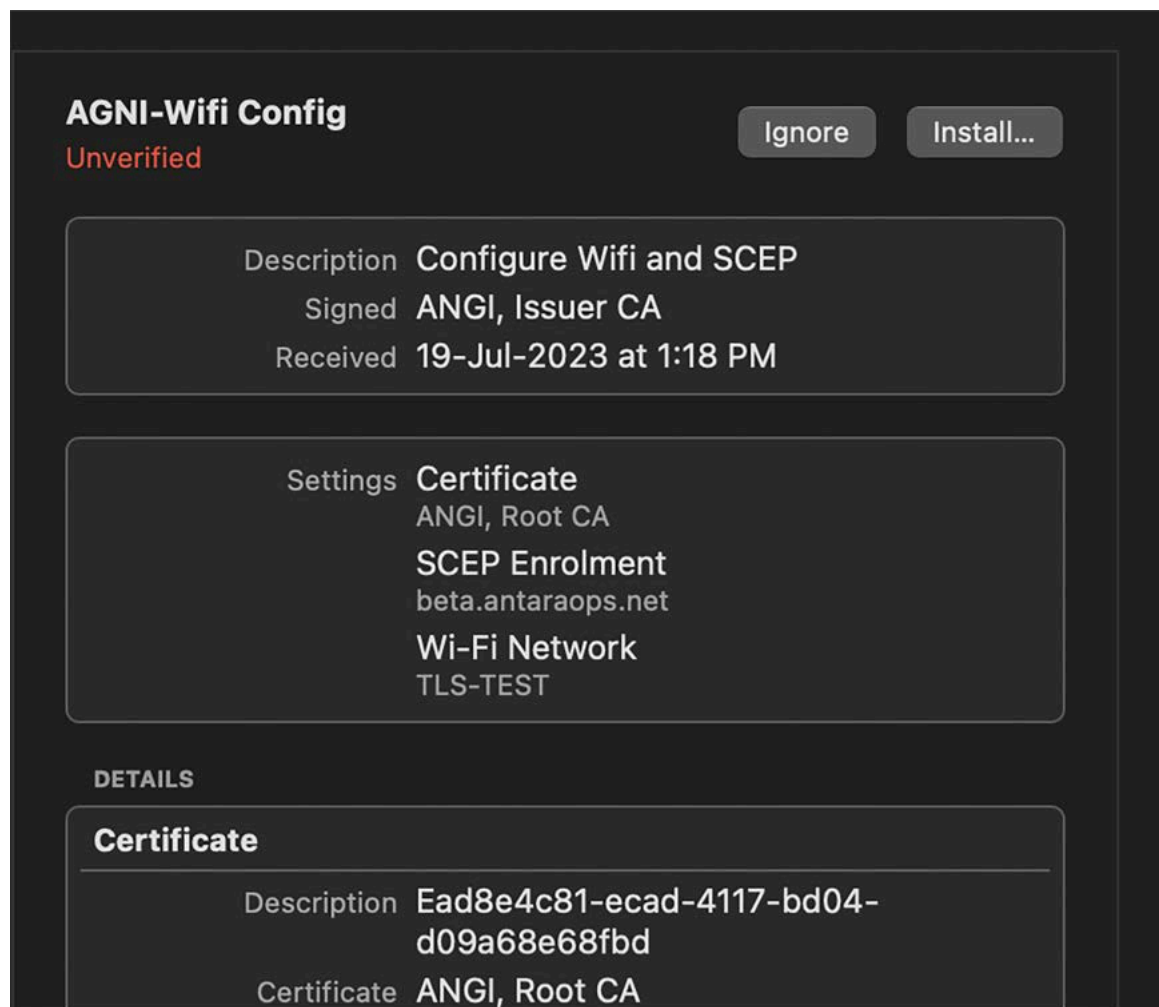 AGNI-Wifi Config
Unverified
Ignore
Install...
Description Configure Wifi and SCEP
Signed ANGI, Issuer CA
Received 19-Jul-2023 at 1:18 PM
Settings Certificate
ANGI, Root CA
SCEP Enrolment
beta.antaraops.net
Wi-Fi Network
TLS-TEST
DETAILS
Certificate
Description Ead8e4c81-ecad-4117-bd04-
d09a68e68fbd
Certificate ANGI, Root CA